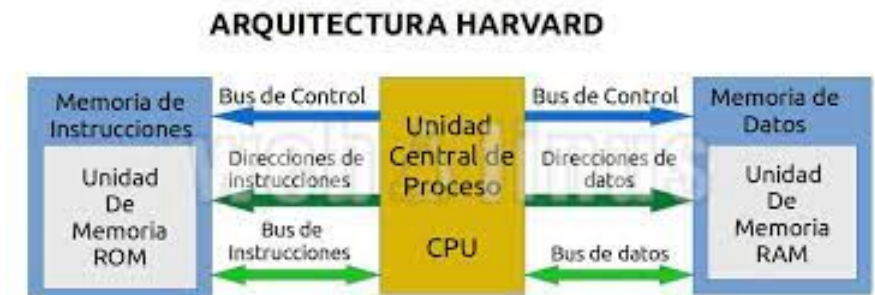 ARQUITECTURA HARVARD
Memoria de
Instrucciones
Unidad
De
Memoria
ROM
Bus de Control
Direcciones de
instrucciones
Bus de
Instrucciones
Unidad
Central de
Proceso
CPU
Bus de Control
Direcciones de
datos
Bus de datos
Memoria de
Datos
Unidad
De
Memoria
RAM